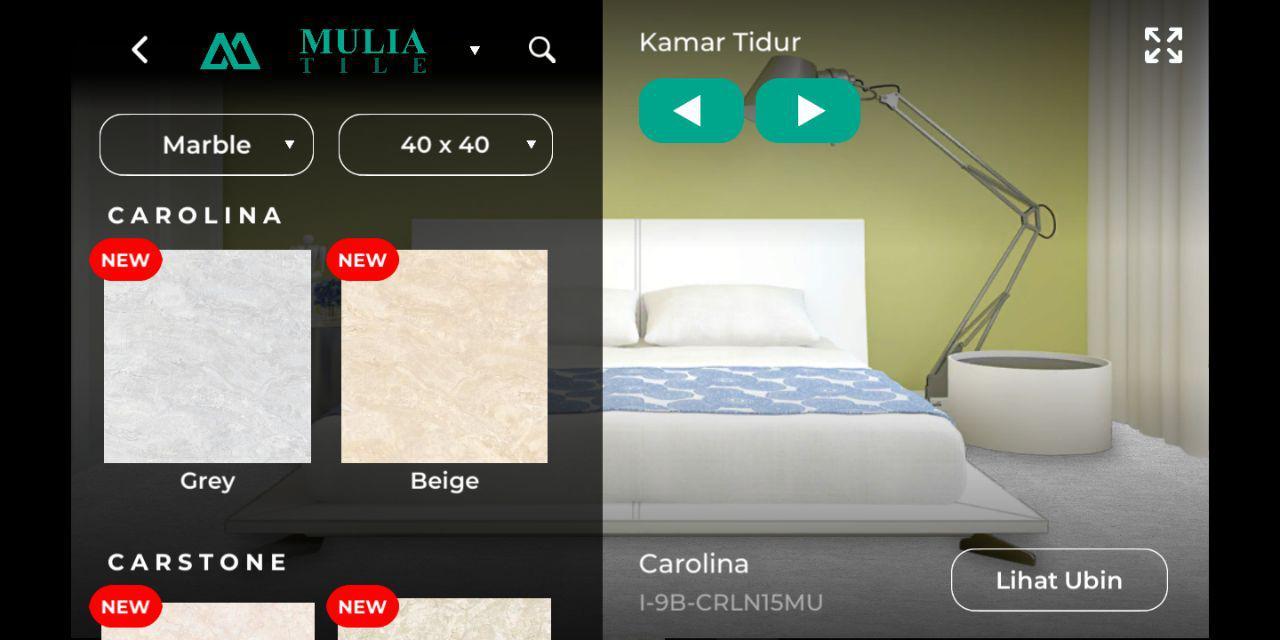 MULIA
TILE
Marble
40 x 40
CAROLINA
NEW
NEW
Grey
Beige
CARSTONE
NEW
NEW
Kamar Tidur
Carolina
I-9B-CRLN15MU
Lihat Ubin